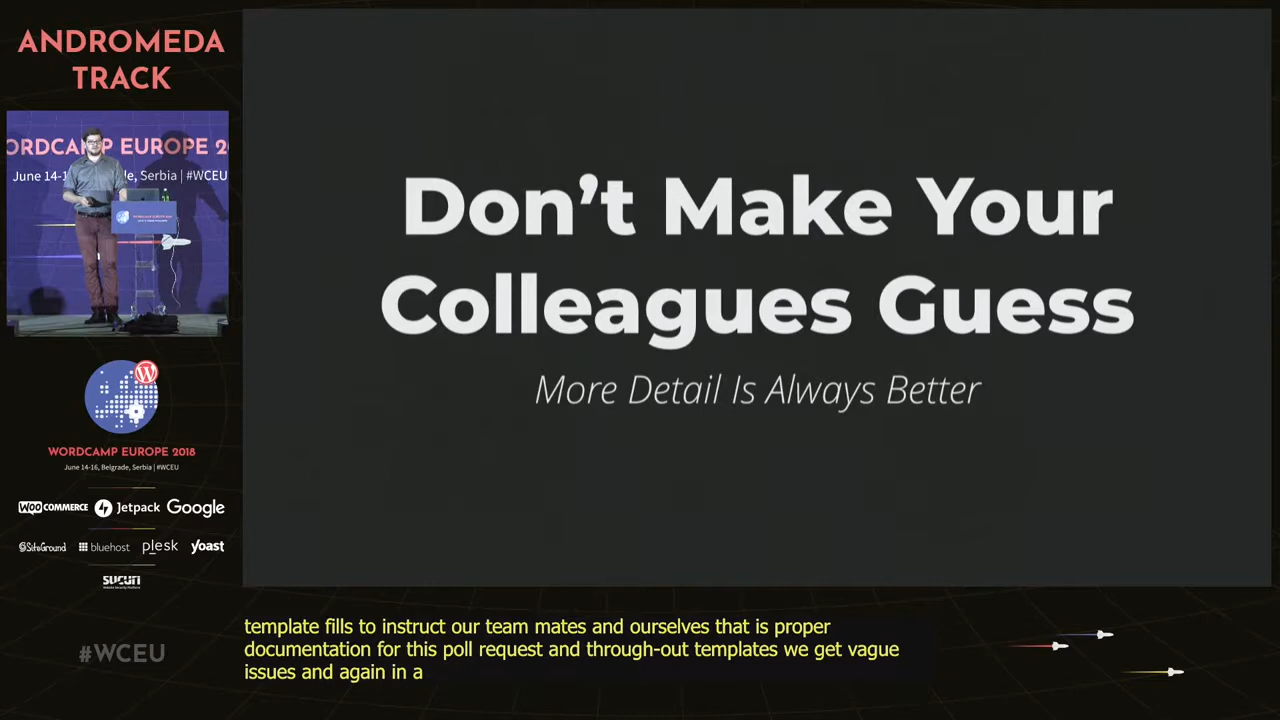 ANDROMEDA
TRACK
ORDCAMP EUROPE 2
June 14-1
e, Serbia | #WCEU
WORDCAMP EUROPE 2018
June 14-16, Belgrade, Serbia | #WCEU
WOO COMMERCE Jetpack Google
SiteGround bluehost plesk yoast
SUCURI
#WCEU
Don't Make Your
Colleagues Guess
More Detail Is Always Better
template fills to instruct our team mates and ourselves that is proper
documentation for this poll request and through-out templates we get vague
issues and again in a